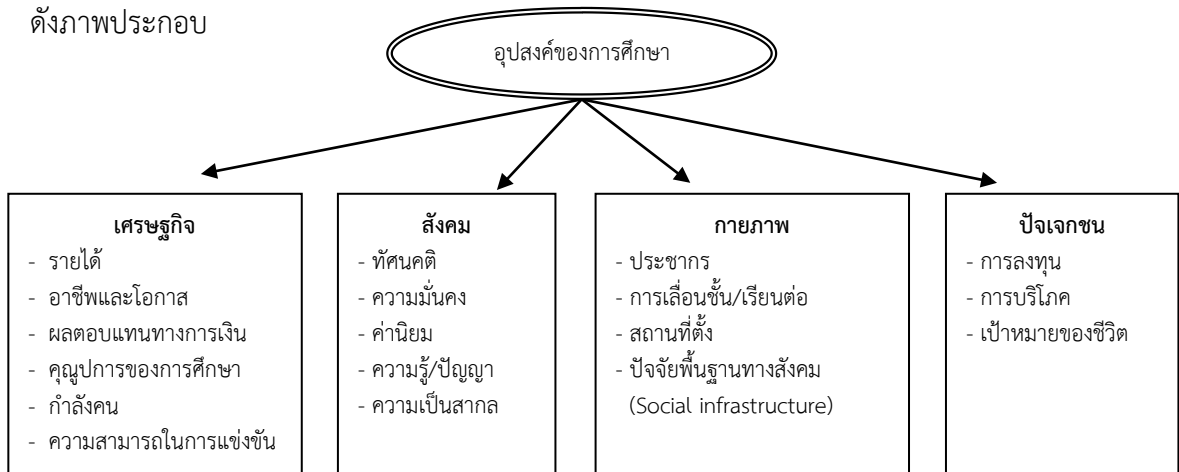 ดังภาพประกอบ
อุปสงค์ของการศึกษา
เศรษฐกิจ
- รายได้
- อาชีพและโอกาส
- ผลตอบแทนทางการเงิน
- คุณูปการของการศึกษา
- กำลังคน
- ความสามารถในการแข่งขัน
สังคม
- ทัศนคติ
- ความมั่นคง
- ค่านิยม
- ความรู้/ปัญญา
- ความเป็นสากล
กายภาพ
- ประชากร
- การเลื่อนชั้น/เรียนต่อ
- สถานที่ตั้ง
- ปัจจัยพื้นฐานทางสังคม
(Social infrastructure)
ปัจเจกชน
- การลงทุน
- การบริโภค
- เป้าหมายของชีวิต